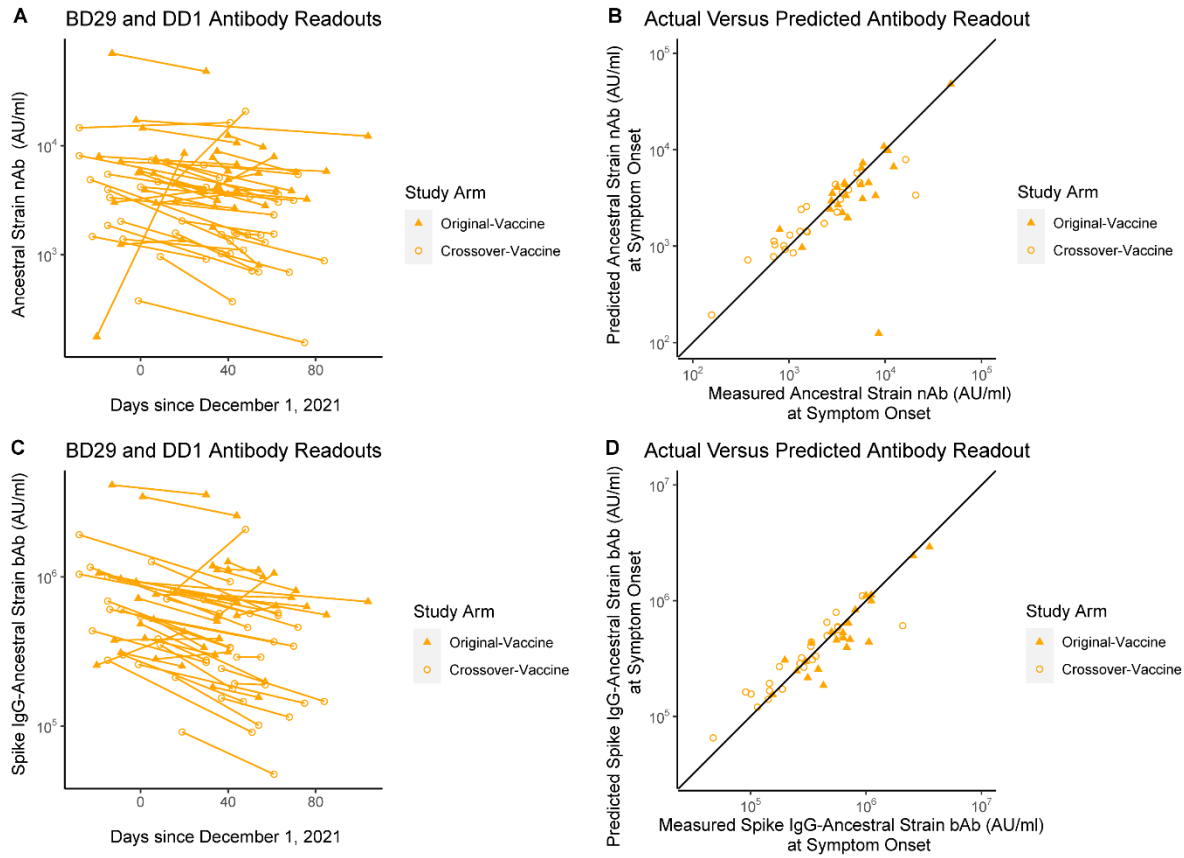 A
BD29 and DD1 Antibody Readouts
Ancestral Strain nAb (AU/ml)
10⁴
10³
0
40
80
Days since December 1, 2021
Study Arm
Original-Vaccine
Crossover-Vaccine
B
Actual Versus Predicted Antibody Readout
Predicted Ancestral Strain nAb (AU/ml)
at Symptom Onset
10⁵
10⁴
10³
10²
10²
10³
10⁴
10⁵
Measured Ancestral Strain nAb (AU/ml)
at Symptom Onset
Study Arm
Original-Vaccine
Crossover-Vaccine
C
BD29 and DD1 Antibody Readouts
Spike IgG-Ancestral Strain bAb (AU/ml)
10⁶
10⁵
0
40
80
Days since December 1, 2021
Study Arm
Original-Vaccine
Crossover-Vaccine
D
Actual Versus Predicted Antibody Readout
Predicted Spike IgG-Ancestral Strain bAb (AU/ml)
at Symptom Onset
10⁷
10⁶
10⁵
10⁵
10⁶
10⁷
Measured Spike IgG-Ancestral Strain bAb (AU/ml)
at Symptom Onset
Study Arm
Original-Vaccine
Crossover-Vaccine